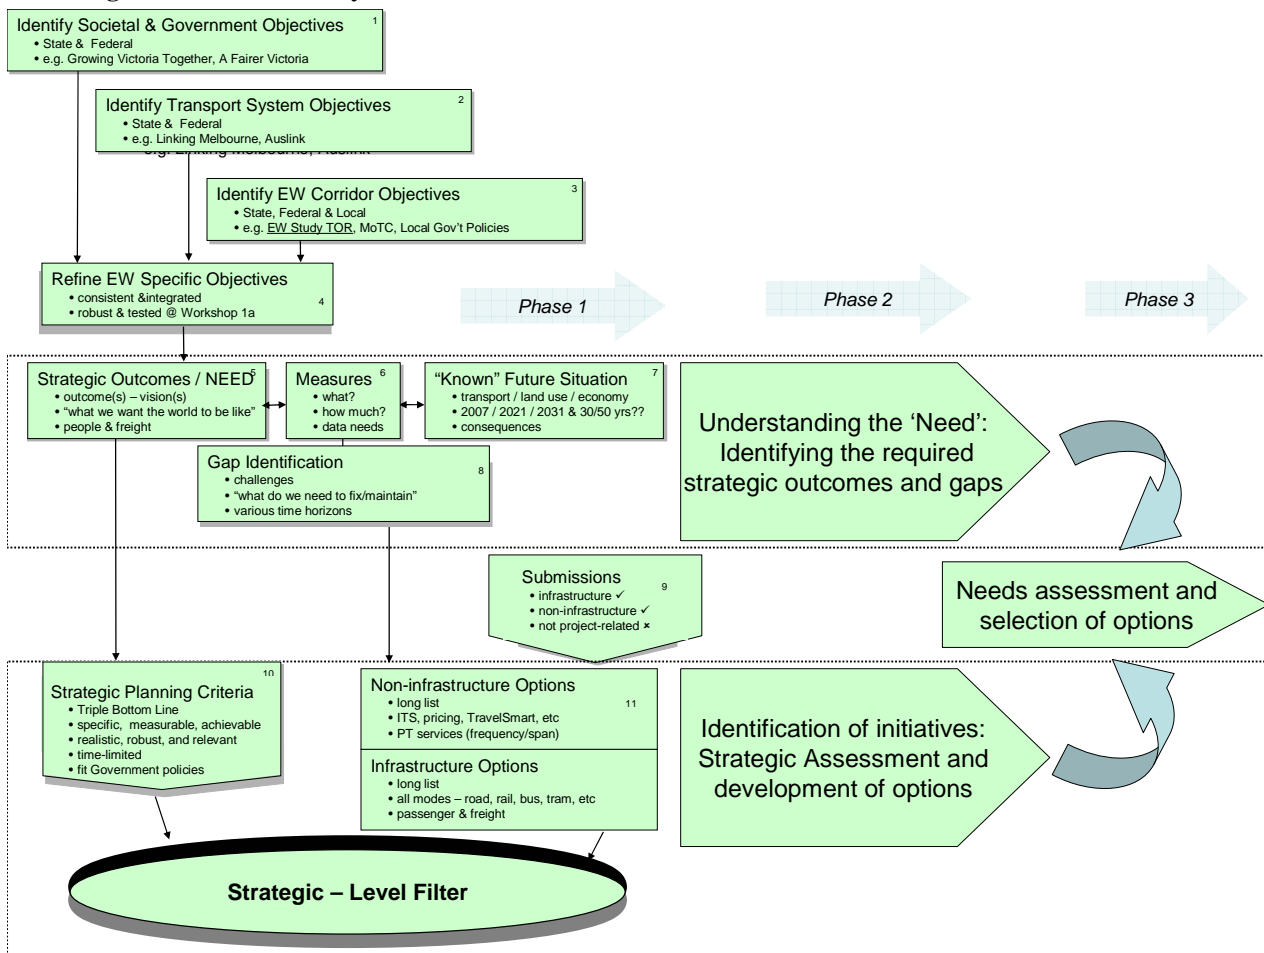 Identify Societal & Government Objectives 1
• State & Federal
• e.g. Growing Victoria Together, A Fairer Victoria
Identify Transport System Objectives 2
• State & Federal
• e.g. Linking Melbourne, Auslink
Identify EW Corridor Objectives 3
• State, Federal & Local
• e.g. EW Study TOR, MoTC, Local Gov't Policies
Refine EW Specific Objectives
• consistent &integrated
• robust & tested @ Workshop 1a
4
Phase 1
Phase 2
Phase 3
Strategic Outcomes / NEED 5
• outcome(s) – vision(s)
• "what we want the world to be like"
• people & freight
Measures 6
• what?
• how much?
• data needs
"Known" Future Situation 7
• transport / land use / economy
• 2007 / 2021 / 2031 & 30/50 yrs??
• consequences
Gap Identification 8
• challenges
• "what do we need to fix/maintain"
• various time horizons
Understanding the 'Need':
Identifying the required
strategic outcomes and gaps
Submissions 9
• infrastructure ✓
• non-infrastructure ✓
• not project-related ×
Needs assessment and
selection of options
Strategic Planning Criteria 10
• Triple Bottom Line
• specific, measurable, achievable
• realistic, robust, and relevant
• time-limited
• fit Government policies
Non-infrastructure Options 11
• long list
• ITS, pricing, TravelSmart, etc
• PT services (frequency/span)
Infrastructure Options
• long list
• all modes – road, rail, bus, tram, etc
• passenger & freight
Identification of initiatives:
Strategic Assessment and
development of options
Strategic – Level Filter